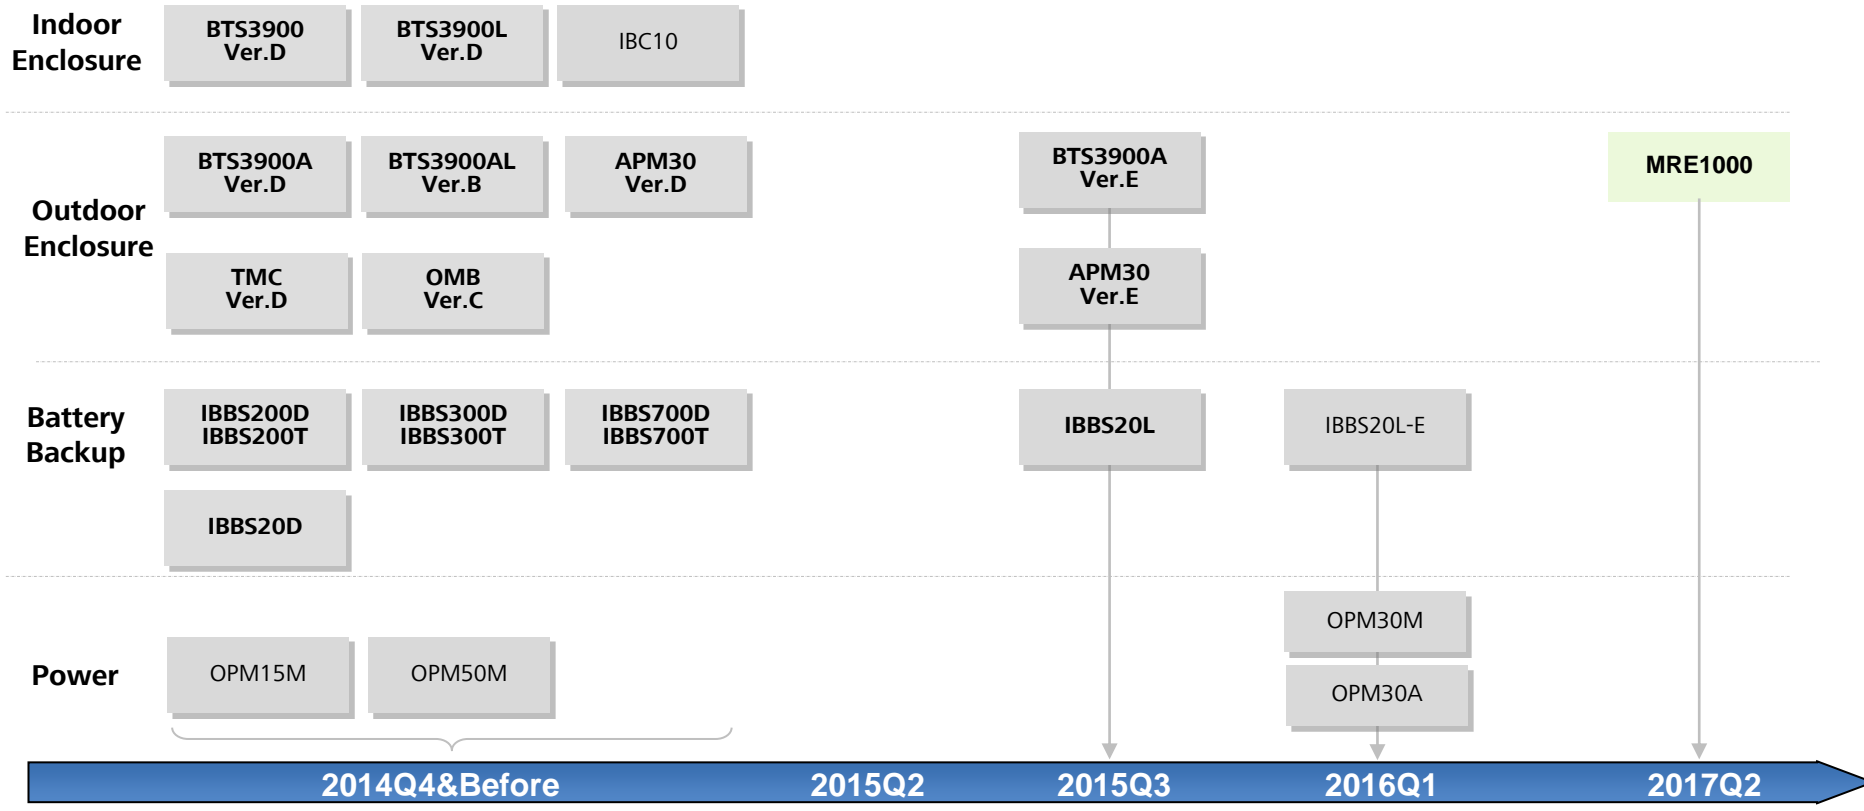 Indoor
Enclosure
BTS3900
Ver.D
BTS3900L
Ver.D
IBC10
Outdoor
Enclosure
BTS3900A
Ver.D
BTS3900AL
Ver.B
APM30
Ver.D
BTS3900A
Ver.E
MRE1000
TMC
Ver.D
OMB
Ver.C
APM30
Ver.E
Battery
Backup
IBBS200D
IBBS200T
IBBS300D
IBBS300T
IBBS700D
IBBS700T
IBBS20L
IBBS20L-E
IBBS20D
Power
OPM15M
OPM50M
OPM30M
OPM30A
2014Q4&Before
2015Q2
2015Q3
2016Q1
2017Q2